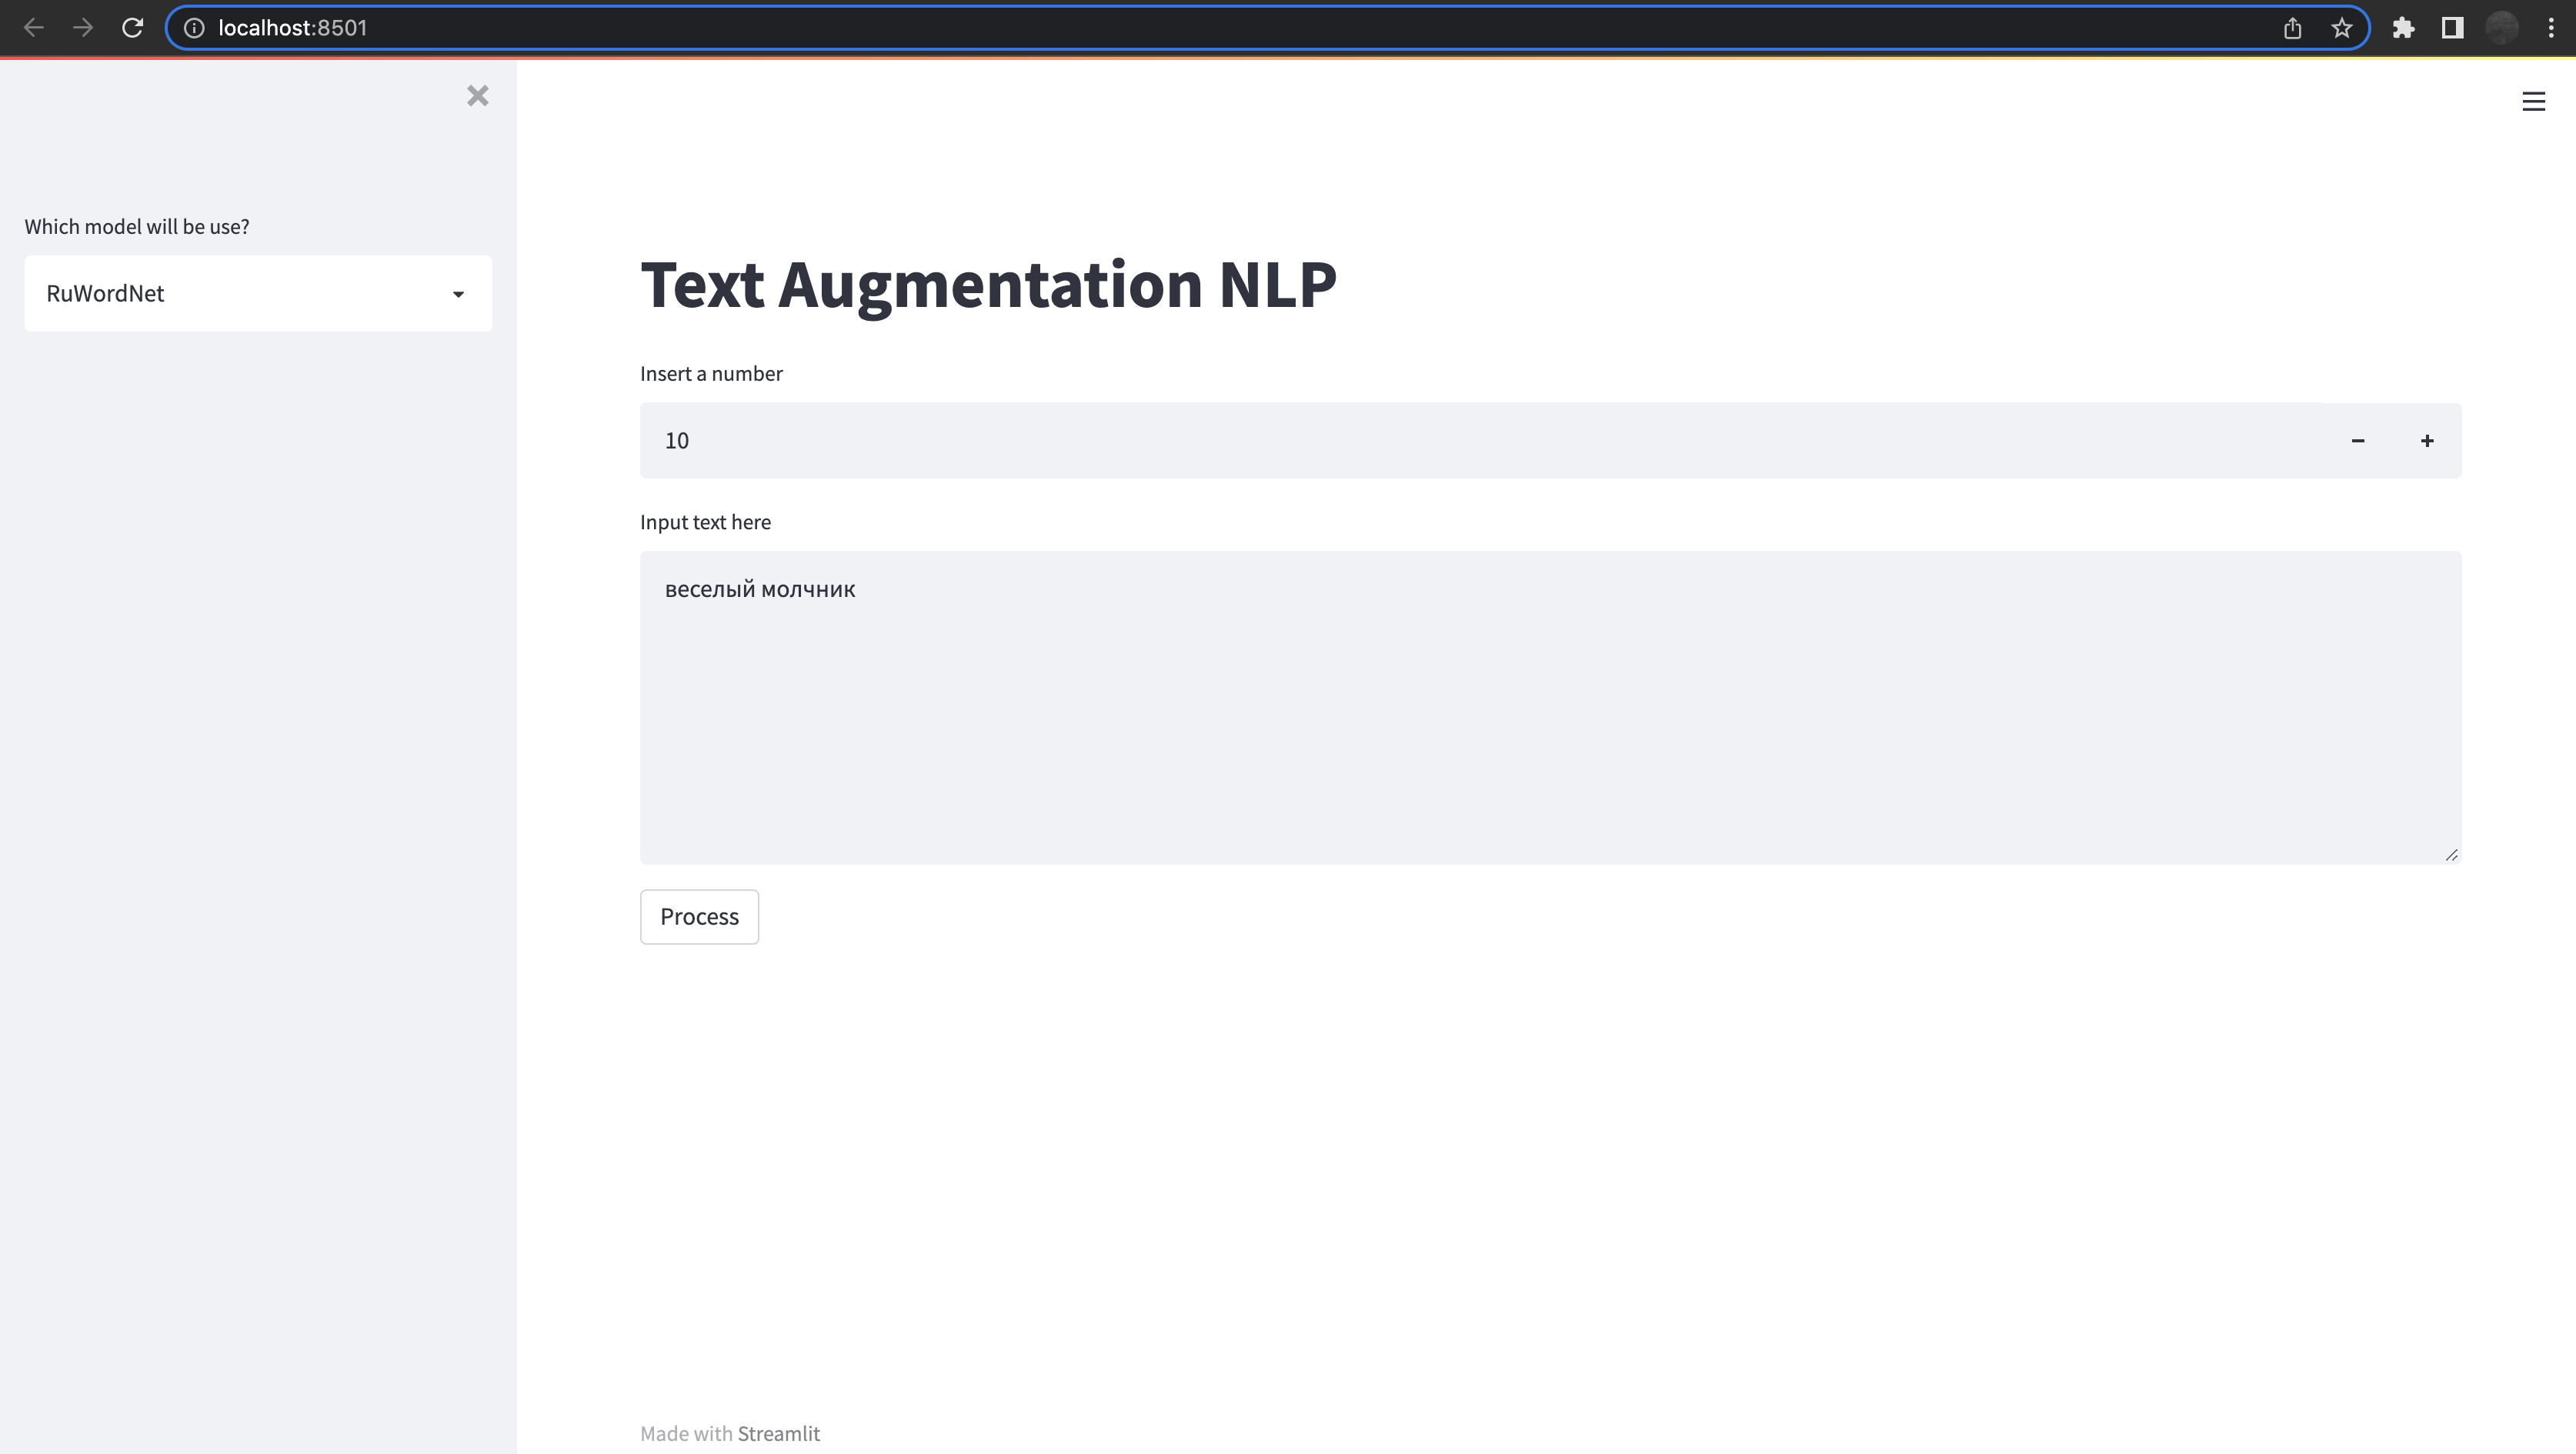 localhost:8501
Which model will be use?
RuWordNet
Text Augmentation NLP
Insert a number
10
Input text here
веселый молчник
Process
Made with Streamlit